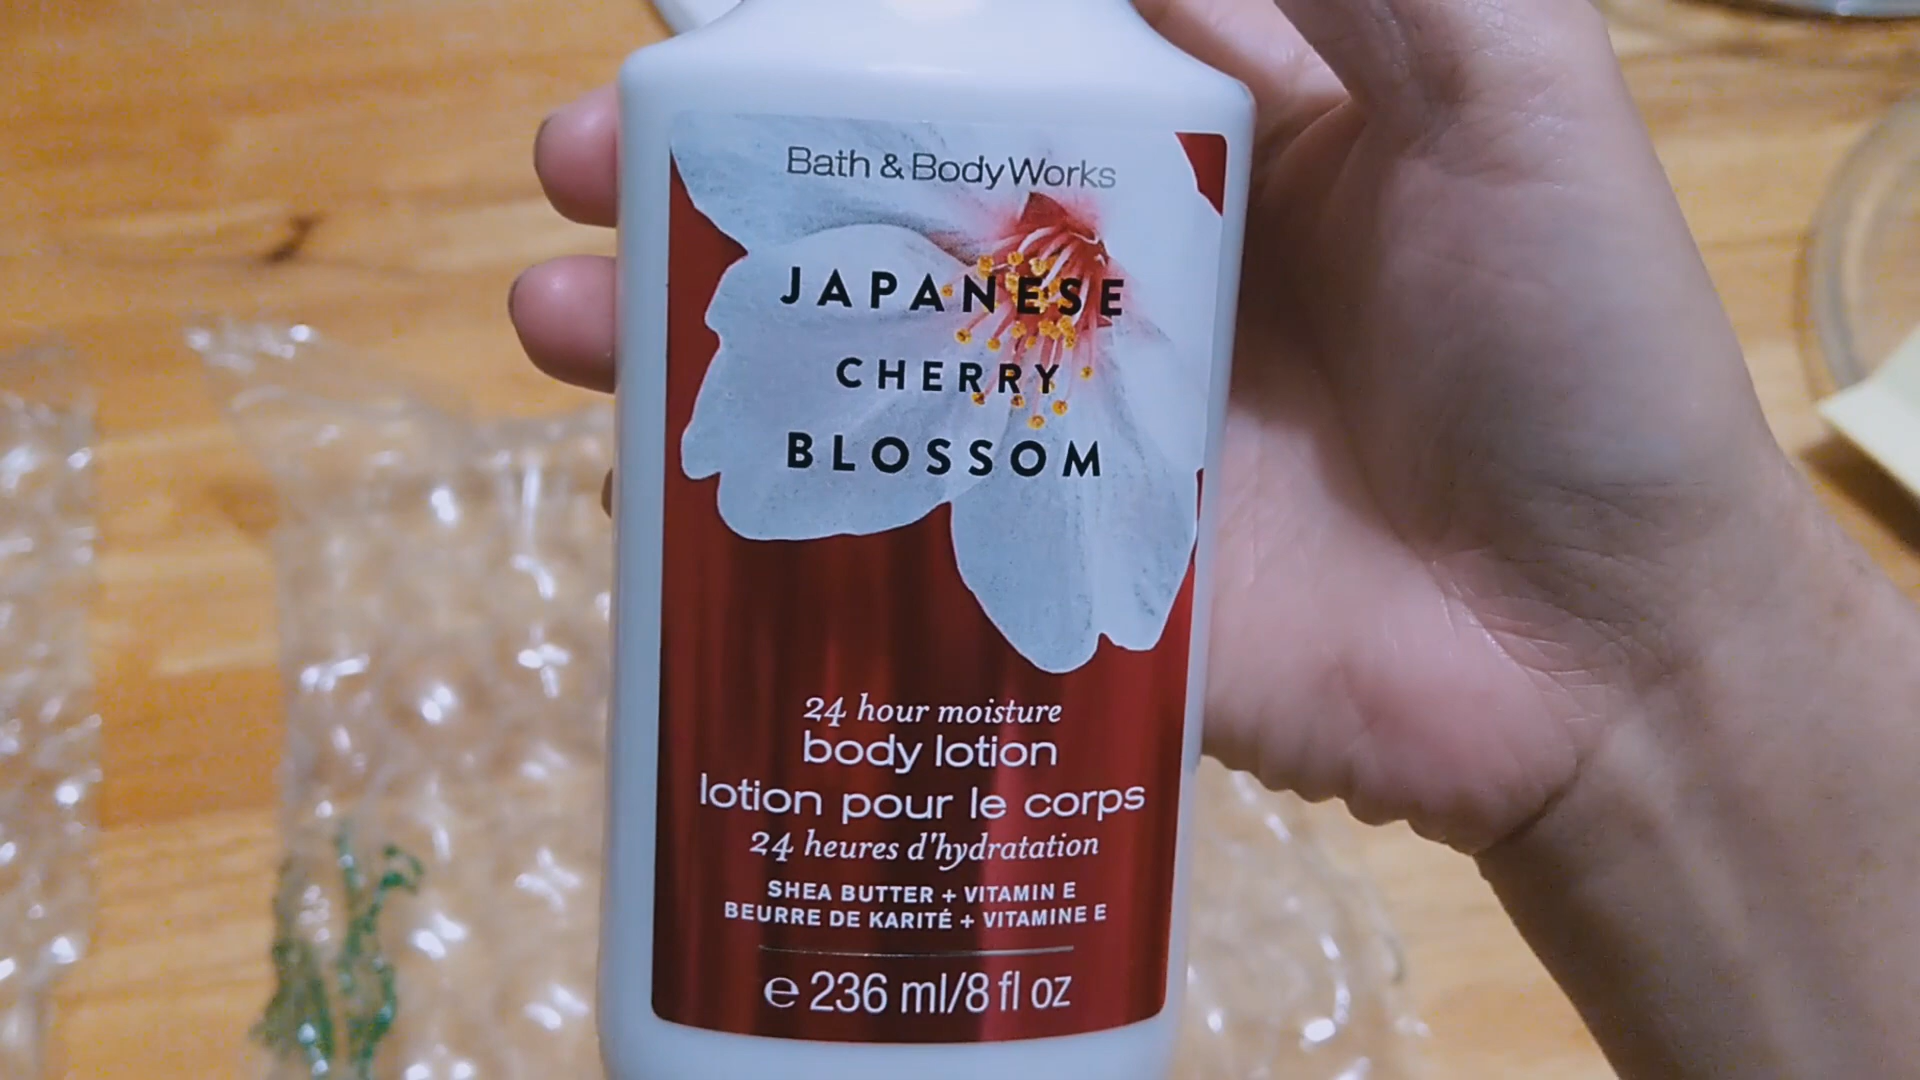 Bath & Body Works
JAPANESE
CHERRY
BLOSSOM
24 hour moisture
body lotion
lotion pour le corps
24 heures d'hydratation
SHEA BUTTER + VITAMIN E
BEURRE DE KARITÉ + VITAMINE E
℮ 236 ml/8 fl oz